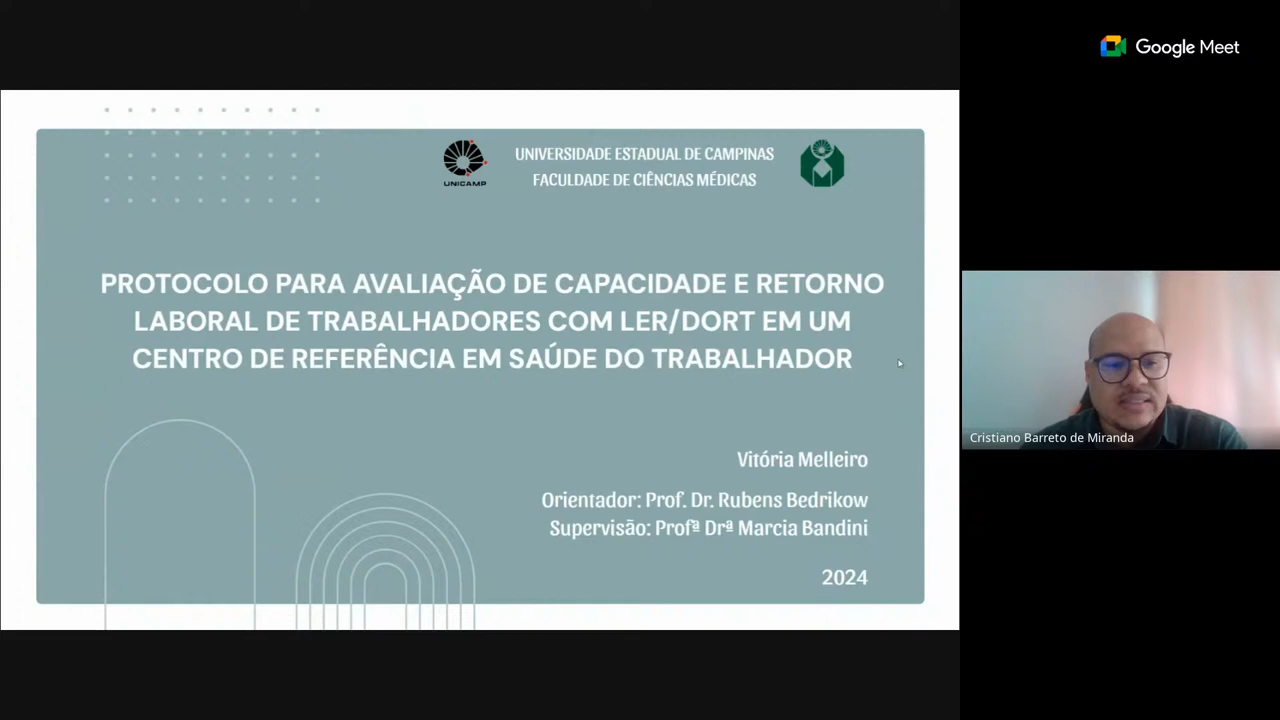 Google Meet
UNICAMP
UNIVERSIDADE ESTADUAL DE CAMPINAS
FACULDADE DE CIÊNCIAS MÉDICAS
PROTOCOLO PARA AVALIAÇÃO DE CAPACIDADE E RETORNO
LABORAL DE TRABALHADORES COM LER/DORT EM UM
CENTRO DE REFERÊNCIA EM SAÚDE DO TRABALHADOR
Vitória Melleiro
Orientador: Prof. Dr. Rubens Bedrikow
Supervisão: Profª Drª Marcia Bandini
2024
Cristiano Barreto de Miranda